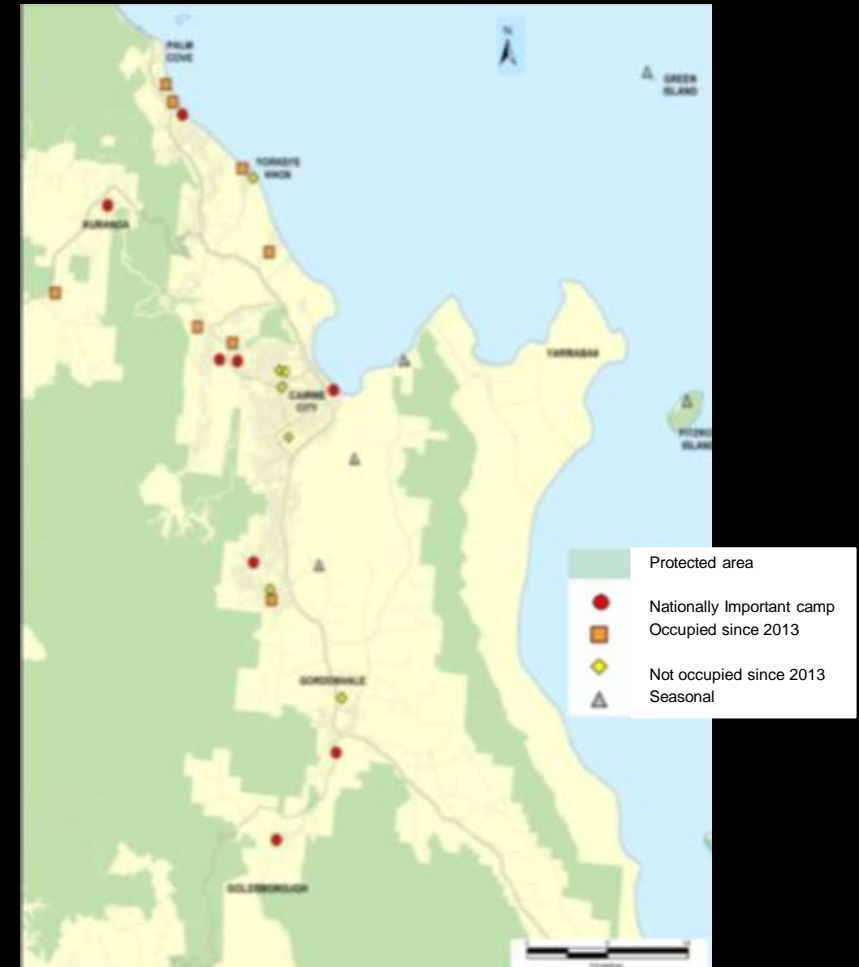 N
PALM
COVE
GREEN
ISLAND
YORKEYS
KNOB
KURANDA
YARRABAH
CAIRNS
CITY
FITZROY
ISLAND
Protected area
Nationally Important camp
Occupied since 2013
Not occupied since 2013
Seasonal
GORDONVALE
GOLDSBOROUGH